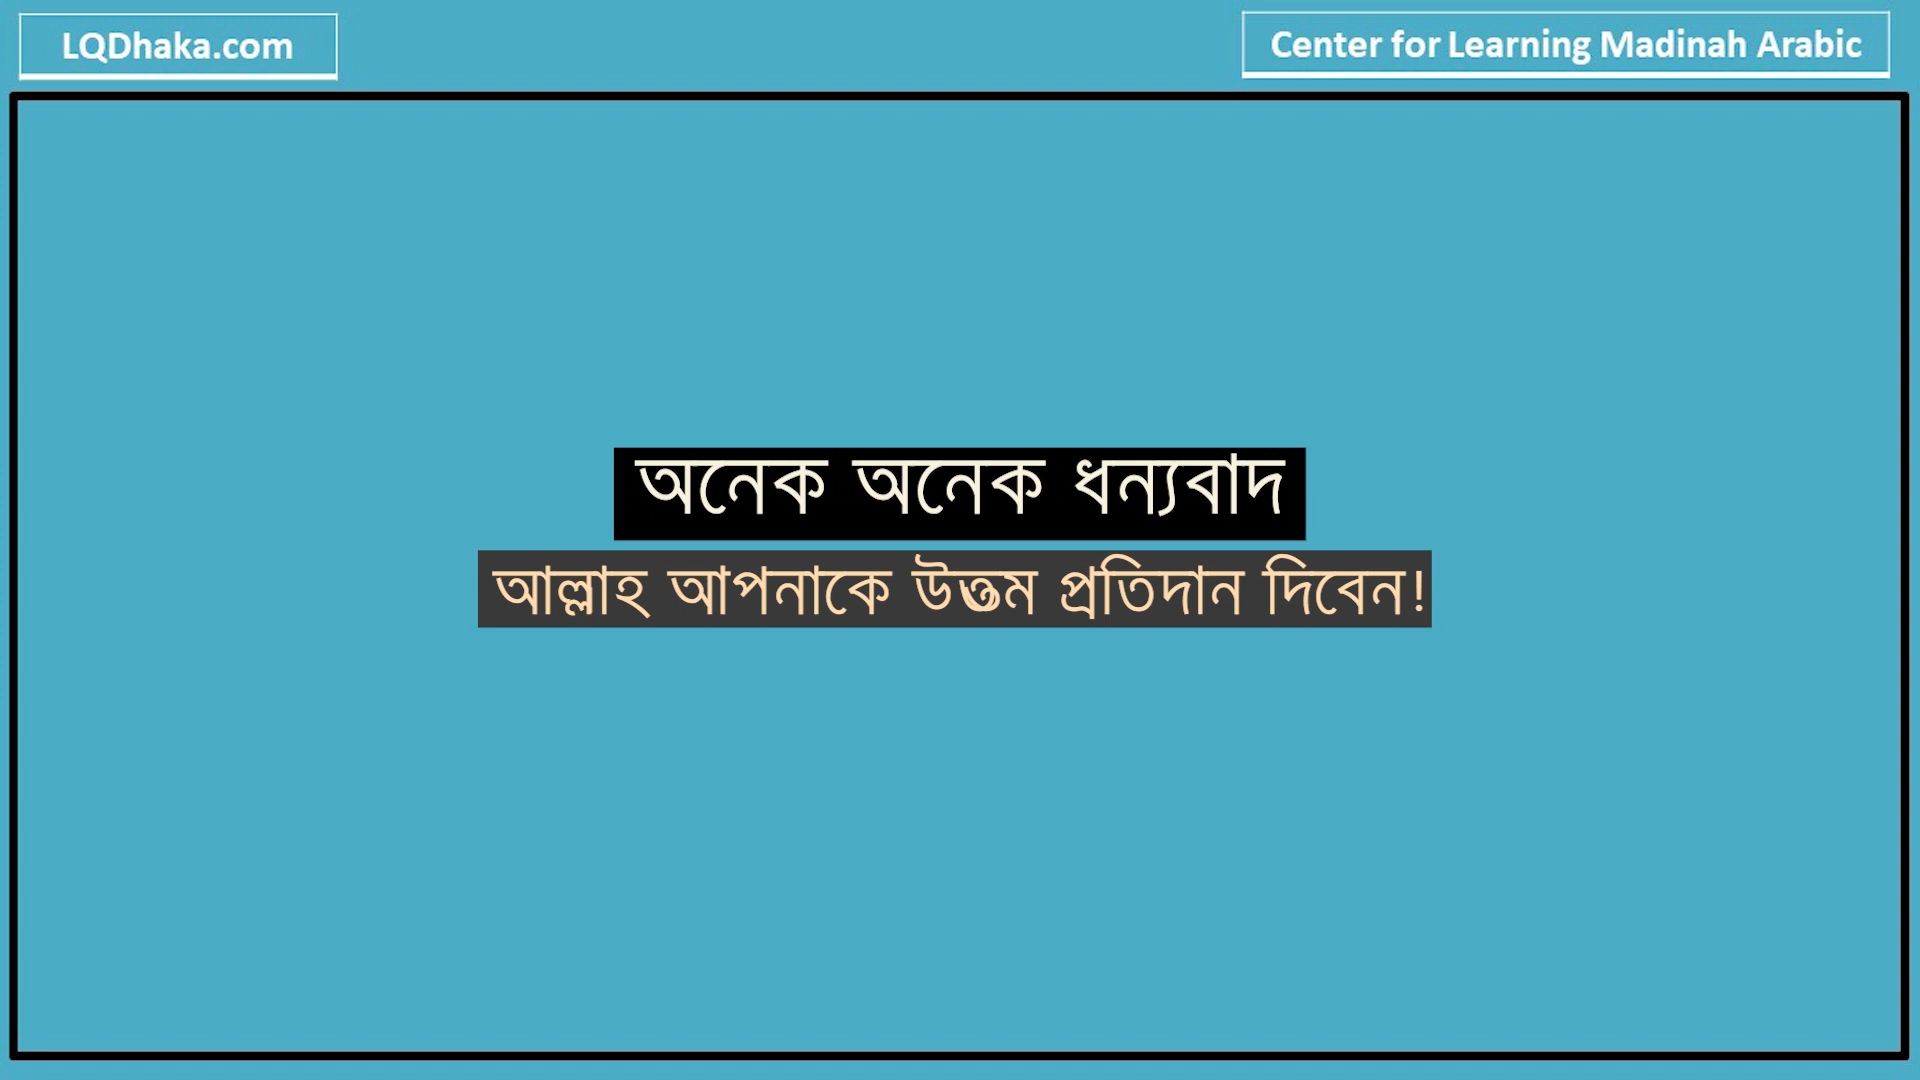 LQDhaka.com
Center for Learning Madinah Arabic
অনেক অনেক ধন্যবাদ
আল্লাহ আপনাকে উত্তম প্রতিদান দিবেন!